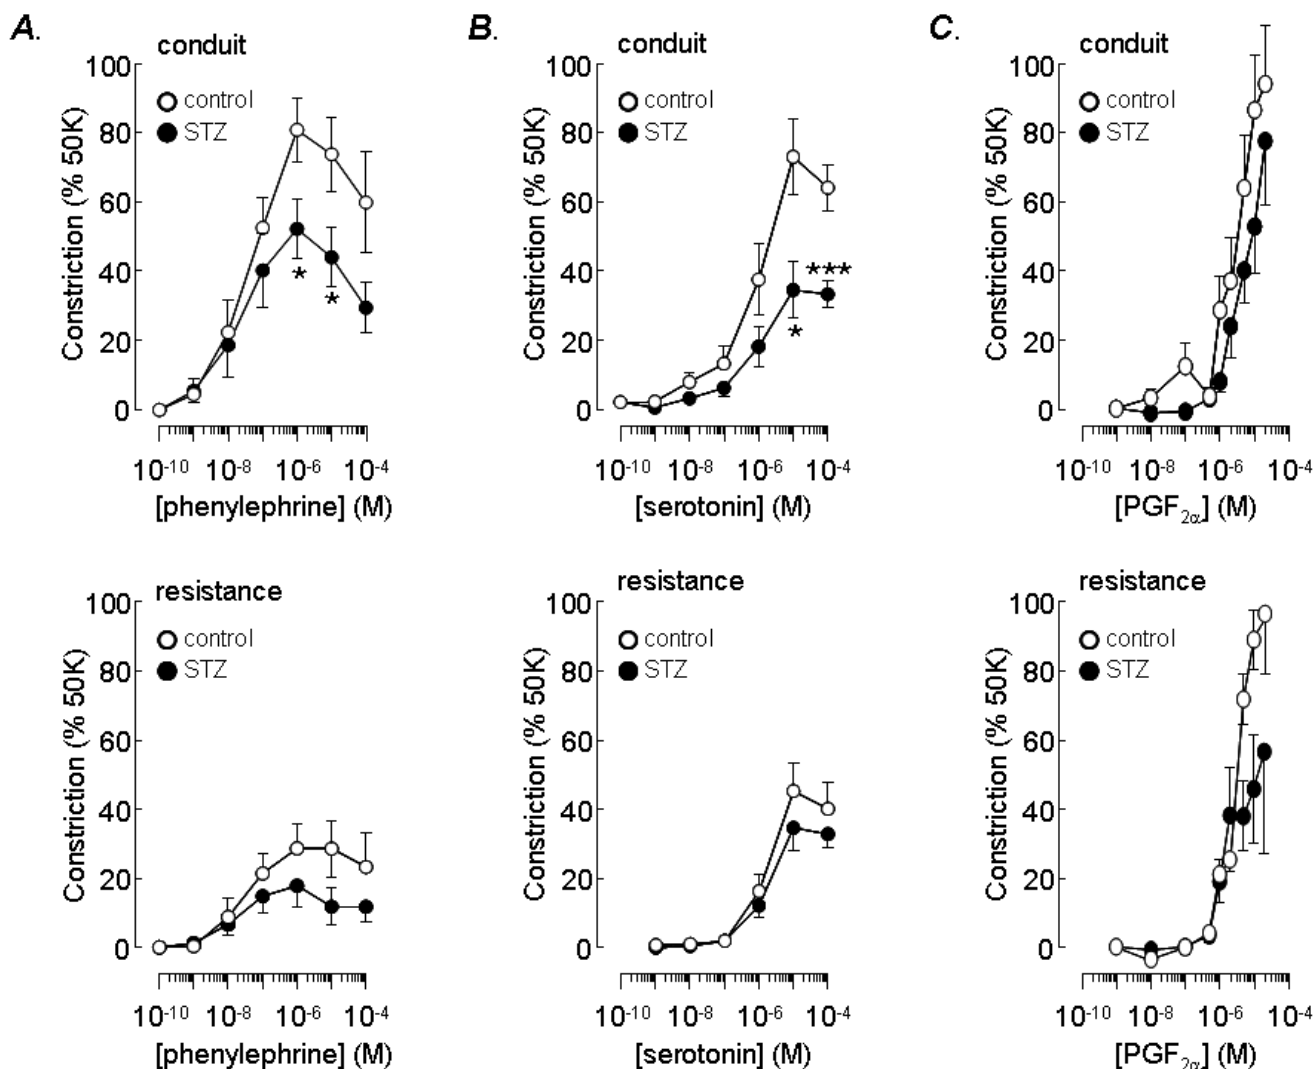 A.
conduit
control
STZ
Constriction (% 50K)
100
80
60
40
20
0
*
*
10-10 10-8 10-6 10-4
[phenylephrine] (M)
B.
conduit
control
STZ
Constriction (% 50K)
100
80
60
40
20
0
***
*
10-10 10-8 10-6 10-4
[serotonin] (M)
C.
conduit
control
STZ
Constriction (% 50K)
100
80
60
40
20
0
10-10 10-8 10-6 10-4
[PGF2α] (M)
resistance
control
STZ
Constriction (% 50K)
100
80
60
40
20
0
10-10 10-8 10-6 10-4
[phenylephrine] (M)
resistance
control
STZ
Constriction (% 50K)
100
80
60
40
20
0
10-10 10-8 10-6 10-4
[serotonin] (M)
resistance
control
STZ
Constriction (% 50K)
100
80
60
40
20
0
10-10 10-8 10-6 10-4
[PGF2α] (M)